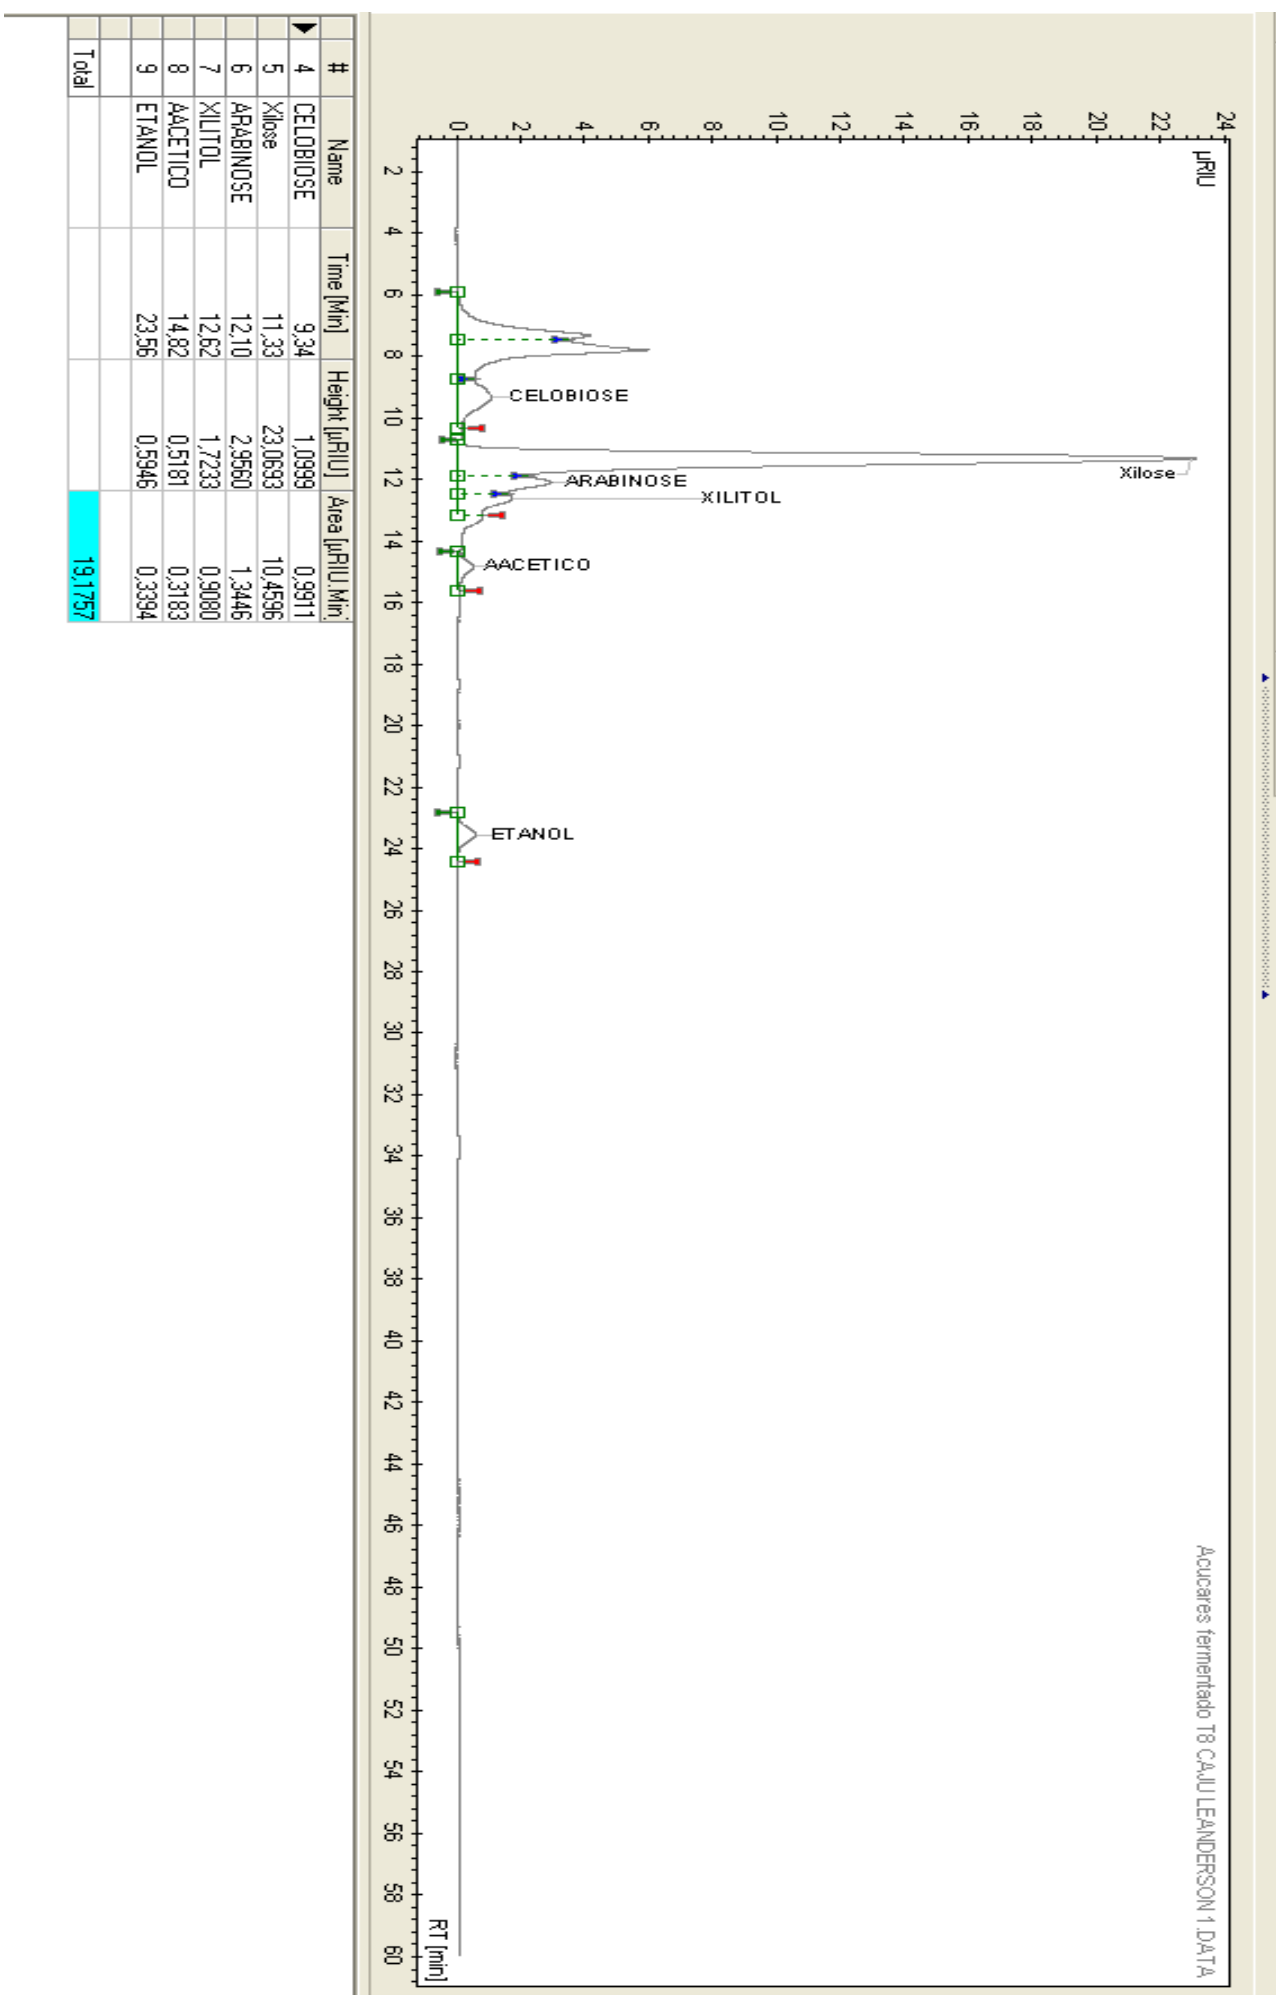 Acucares fermentado T8 CAJU LEANDERSON 1.DATA
µRIU
24
22
20
18
16
14
12
10
8
6
4
2
0
Xilose
CELOBIOSE
ARABINOSE
XILITOL
AACETICO
ETANOL
RT [min]
2 4 6 8 10 12 14 16 18 20 22 24 26 28 30 32 34 36 38 40 42 44 46 48 50 52 54 56 58 60
# Name Time [Min] Height [µRIU] Area [µRIU.Min]
4 CELOBIOSE 9,34 1,0999 0,9911
5 Xilose 11,33 23,0693 10,4596
6 ARABINOSE 12,10 2,9560 1,3446
7 XILITOL 12,62 1,7233 0,9080
8 AACETICO 14,82 0,5181 0,3183
9 ETANOL 23,56 0,5946 0,3394
Total 19,1757